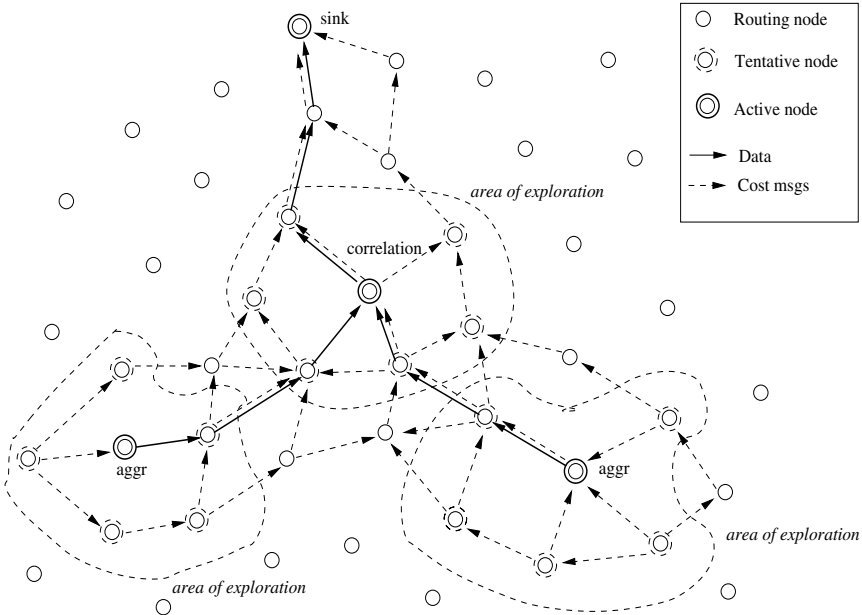 sink
Routing node
Tentative node
Active node
Data
Cost msgs
area of exploration
correlation
aggr
aggr
area of exploration
area of exploration